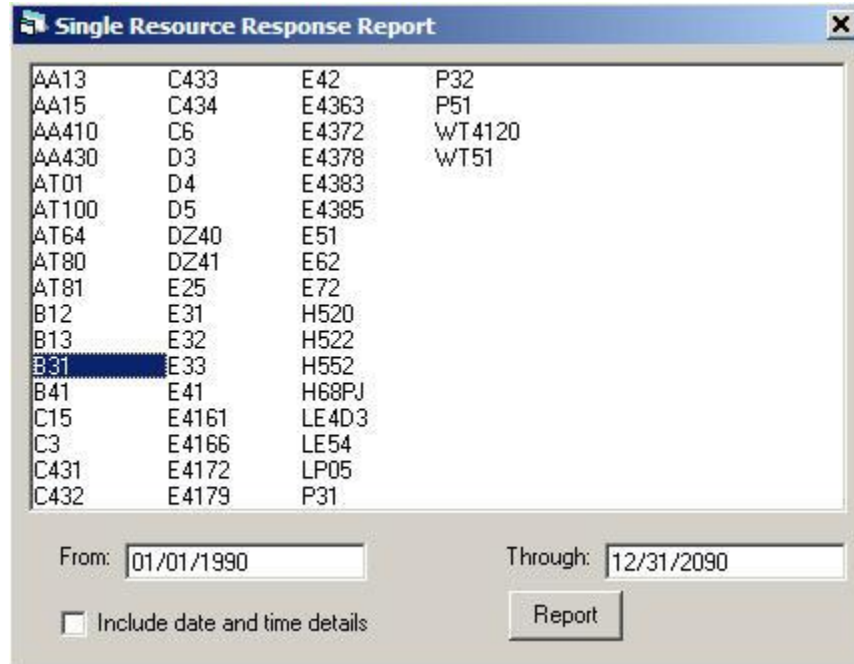 Single Resource Response Report
AA13 C433 E42 P32
AA15 C434 E4363 P51
AA410 C6 E4372 WT4120
AA430 D3 E4378 WT51
AT01 D4 E4383
AT100 D5 E4385
AT64 DZ40 E51
AT80 DZ41 E62
AT81 E25 E72
B12 E31 H520
B13 E32 H522
B31 E33 H552
B41 E41 H68PJ
C15 E4161 LE4D3
C3 E4166 LE54
C431 E4172 LP05
C432 E4179 P31
From: 01/01/1990 Through: 12/31/2090
Include date and time details Report